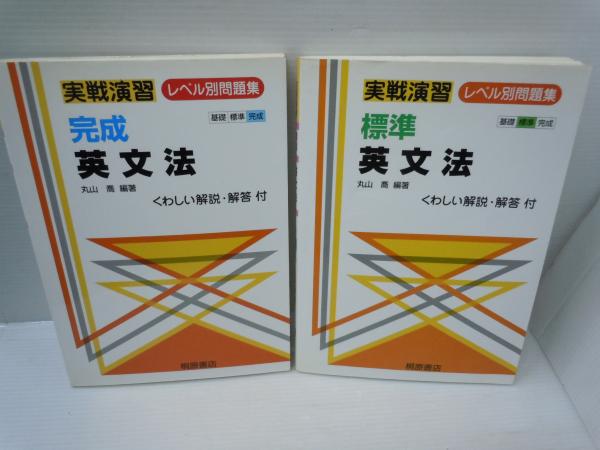 実戦演習 レベル別問題集
基礎 標準 完成
完成
英文法
丸山 喬 編著
くわしい解説・解答 付
桐原書店
実戦演習 レベル別問題集
基礎 標準 完成
標準
英文法
丸山 喬 編著
くわしい解説・解答 付
桐原書店